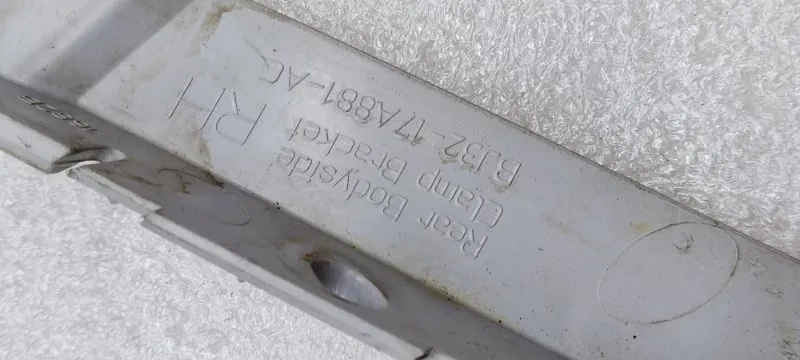 Rear Bodyside
Clamp Bracket RH
BJ32-17A881-AC